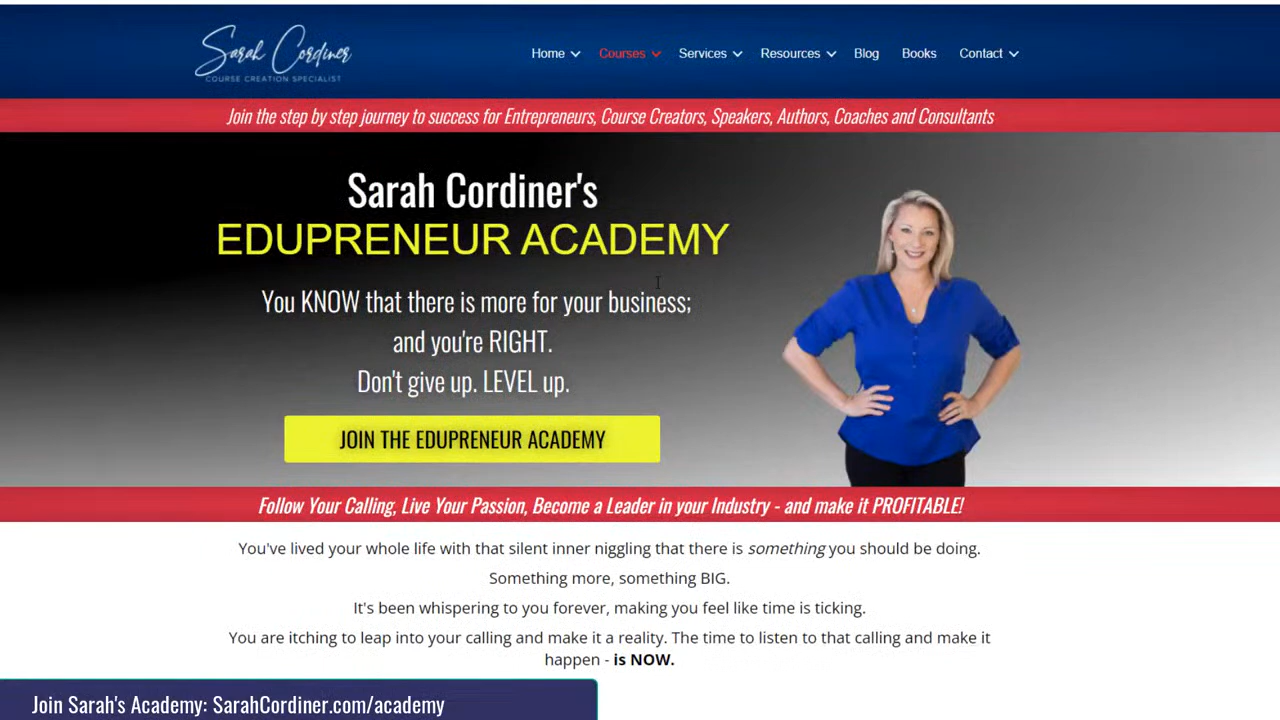 Sarah Cordiner
COURSE CREATION SPECIALIST
Home Courses Services Resources Blog Books Contact
Join the step by step journey to success for Entrepreneurs, Course Creators, Speakers, Authors, Coaches and Consultants
Sarah Cordiner's
EDUPRENEUR ACADEMY
You KNOW that there is more for your business;
and you're RIGHT.
Don't give up. LEVEL up.
JOIN THE EDUPRENEUR ACADEMY
Follow Your Calling, Live Your Passion, Become a Leader in your Industry - and make it PROFITABLE!
You've lived your whole life with that silent inner niggling that there is something you should be doing.
Something more, something BIG.
It's been whispering to you forever, making you feel like time is ticking.
You are itching to leap into your calling and make it a reality. The time to listen to that calling and make it
happen - is NOW.
Join Sarah's Academy: SarahCordiner.com/academy